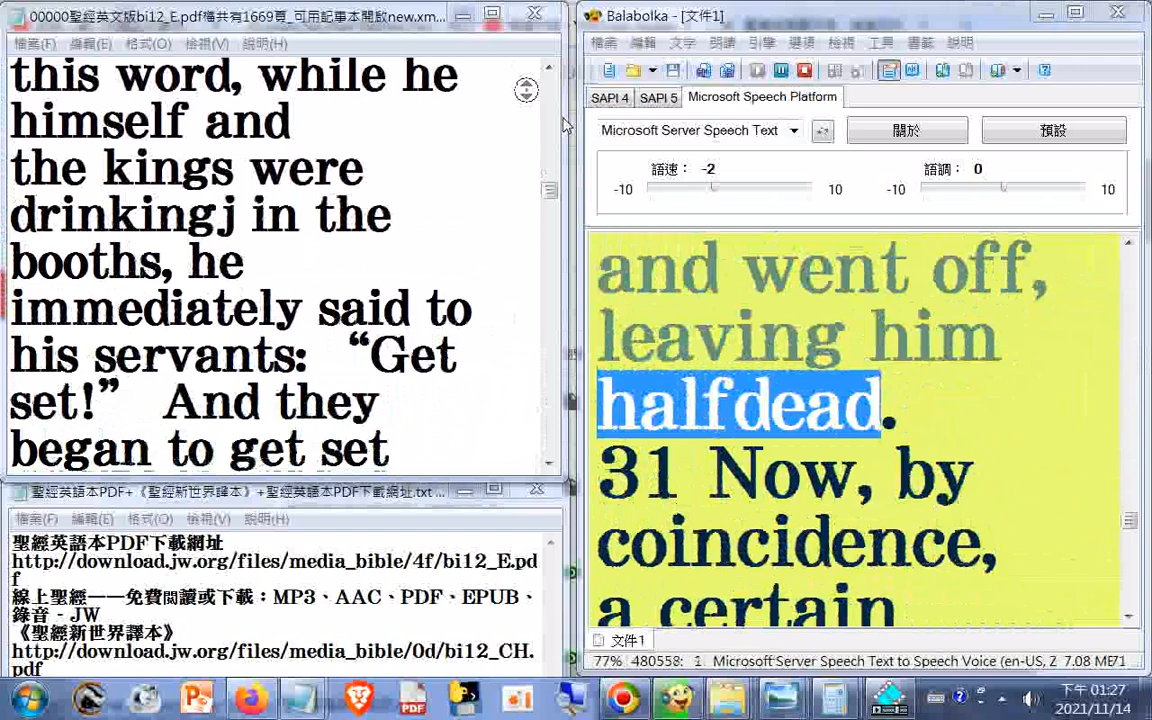 00000聖經英文版bi12_E.pdf檔共有1669頁_可用記事本開啟new.xm...
檔案(F) 編輯(E) 格式(O) 檢視(V) 說明(H)
this word, while he
himself and
the kings were
drinkingj in the
booths, he
immediately said to
his servants: “Get
set!” And they
began to get set
聖經英語本PDF+《聖經新世界譯本》+聖經英語本PDF下載網址.txt ...
檔案(F) 編輯(E) 格式(O) 檢視(V) 說明(H)
聖經英語本PDF下載網址
http://download.jw.org/files/media_bible/4f/bi12_E.pd
f
線上聖經——免費閱讀或下載：MP3、AAC、PDF、EPUB、
錄音 - JW
《聖經新世界譯本》
http://download.jw.org/files/media_bible/0d/bi12_CH.
pdf
Balabolka - [文件1]
檔案 編輯 文字 朗讀 引擎 選項 檢視 工具 書籤 說明
SAPI 4 SAPI 5 Microsoft Speech Platform
Microsoft Server Speech Text 關於 預設
語速： -2 語調： 0
-10 10 -10 10
and went off,
leaving him
halfdead.
31 Now, by
coincidence,
a certain
文件1
77% 480558: 1 Microsoft Server Speech Text to Speech Voice (en-US, Z 7.08 ME71
下午 01:27
2021/11/14